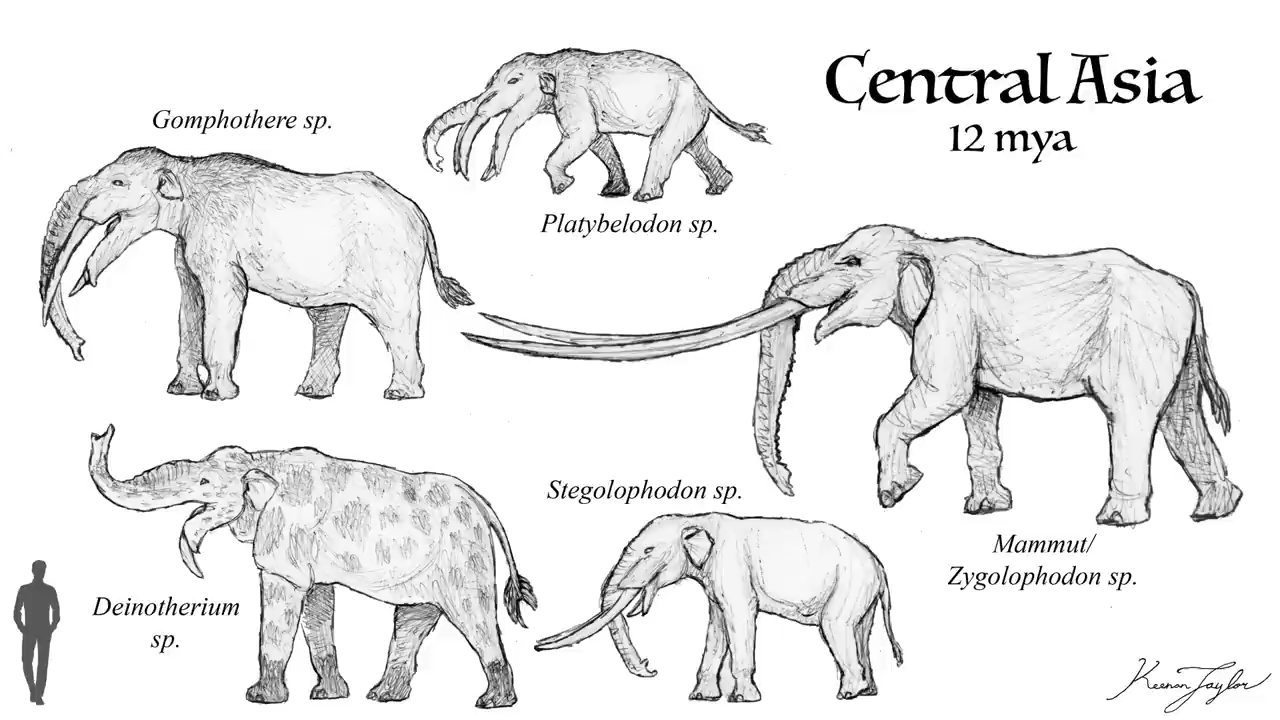 Central Asia
12 mya
Gomphothere sp.
Platybelodon sp.
Mammut/
Zygolophodon sp.
Stegolophodon sp.
Deinotherium
sp.
Keenan Taylor